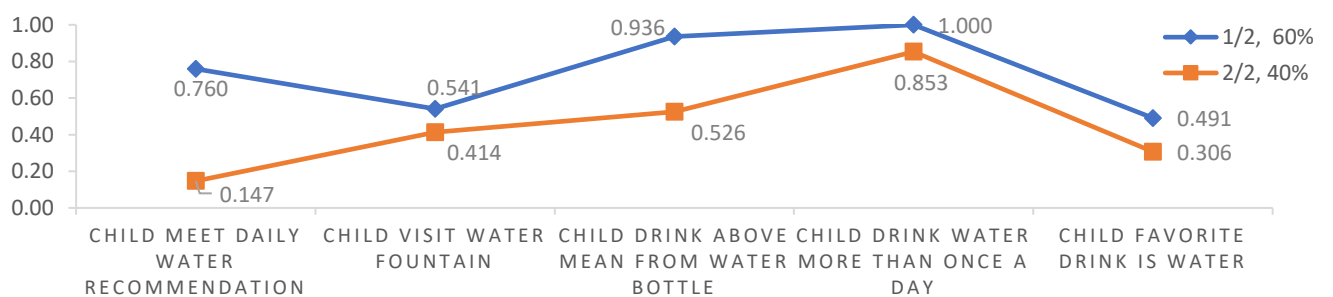 1.00
0.80
0.60
0.40
0.20
0.00
0.760
0.541
0.936
1.000
0.491
0.147
0.414
0.526
0.853
0.306
1/2, 60%
2/2, 40%
CHILD MEET DAILY
WATER
RECOMMENDATION
CHILD VISIT WATER
FOUNTAIN
CHILD DRINK ABOVE
MEAN FROM WATER
BOTTLE
CHILD DRINK WATER
MORE THAN ONCE A
DAY
CHILD FAVORITE
DRINK IS WATER